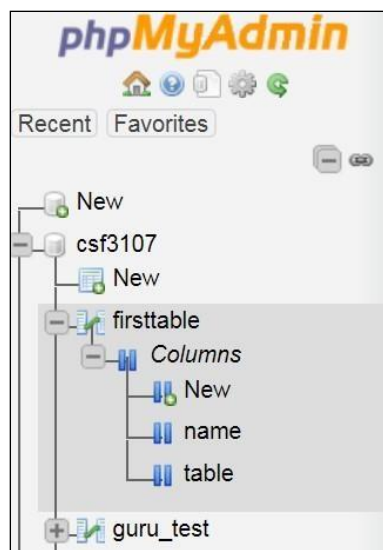 phpMyAdmin
Recent Favorites
New
csf3107
New
firsttable
Columns
New
name
table
guru_test